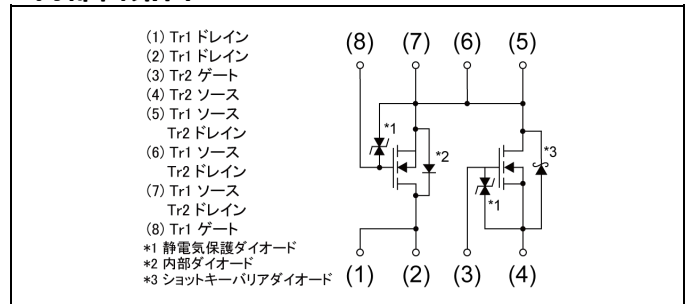 (1) Tr1 ドレイン
(2) Tr1 ドレイン
(3) Tr2 ゲート
(4) Tr2 ソース
(5) Tr1 ソース
Tr2 ドレイン
(6) Tr1 ソース
Tr2 ドレイン
(7) Tr1 ソース
Tr2 ドレイン
(8) Tr1 ゲート
*1 静電気保護ダイオード
*2 内部ダイオード
*3 ショットキーバリアダイオード
(8) (7) (6) (5)
*1
*2
*3
*1
(1) (2) (3) (4)